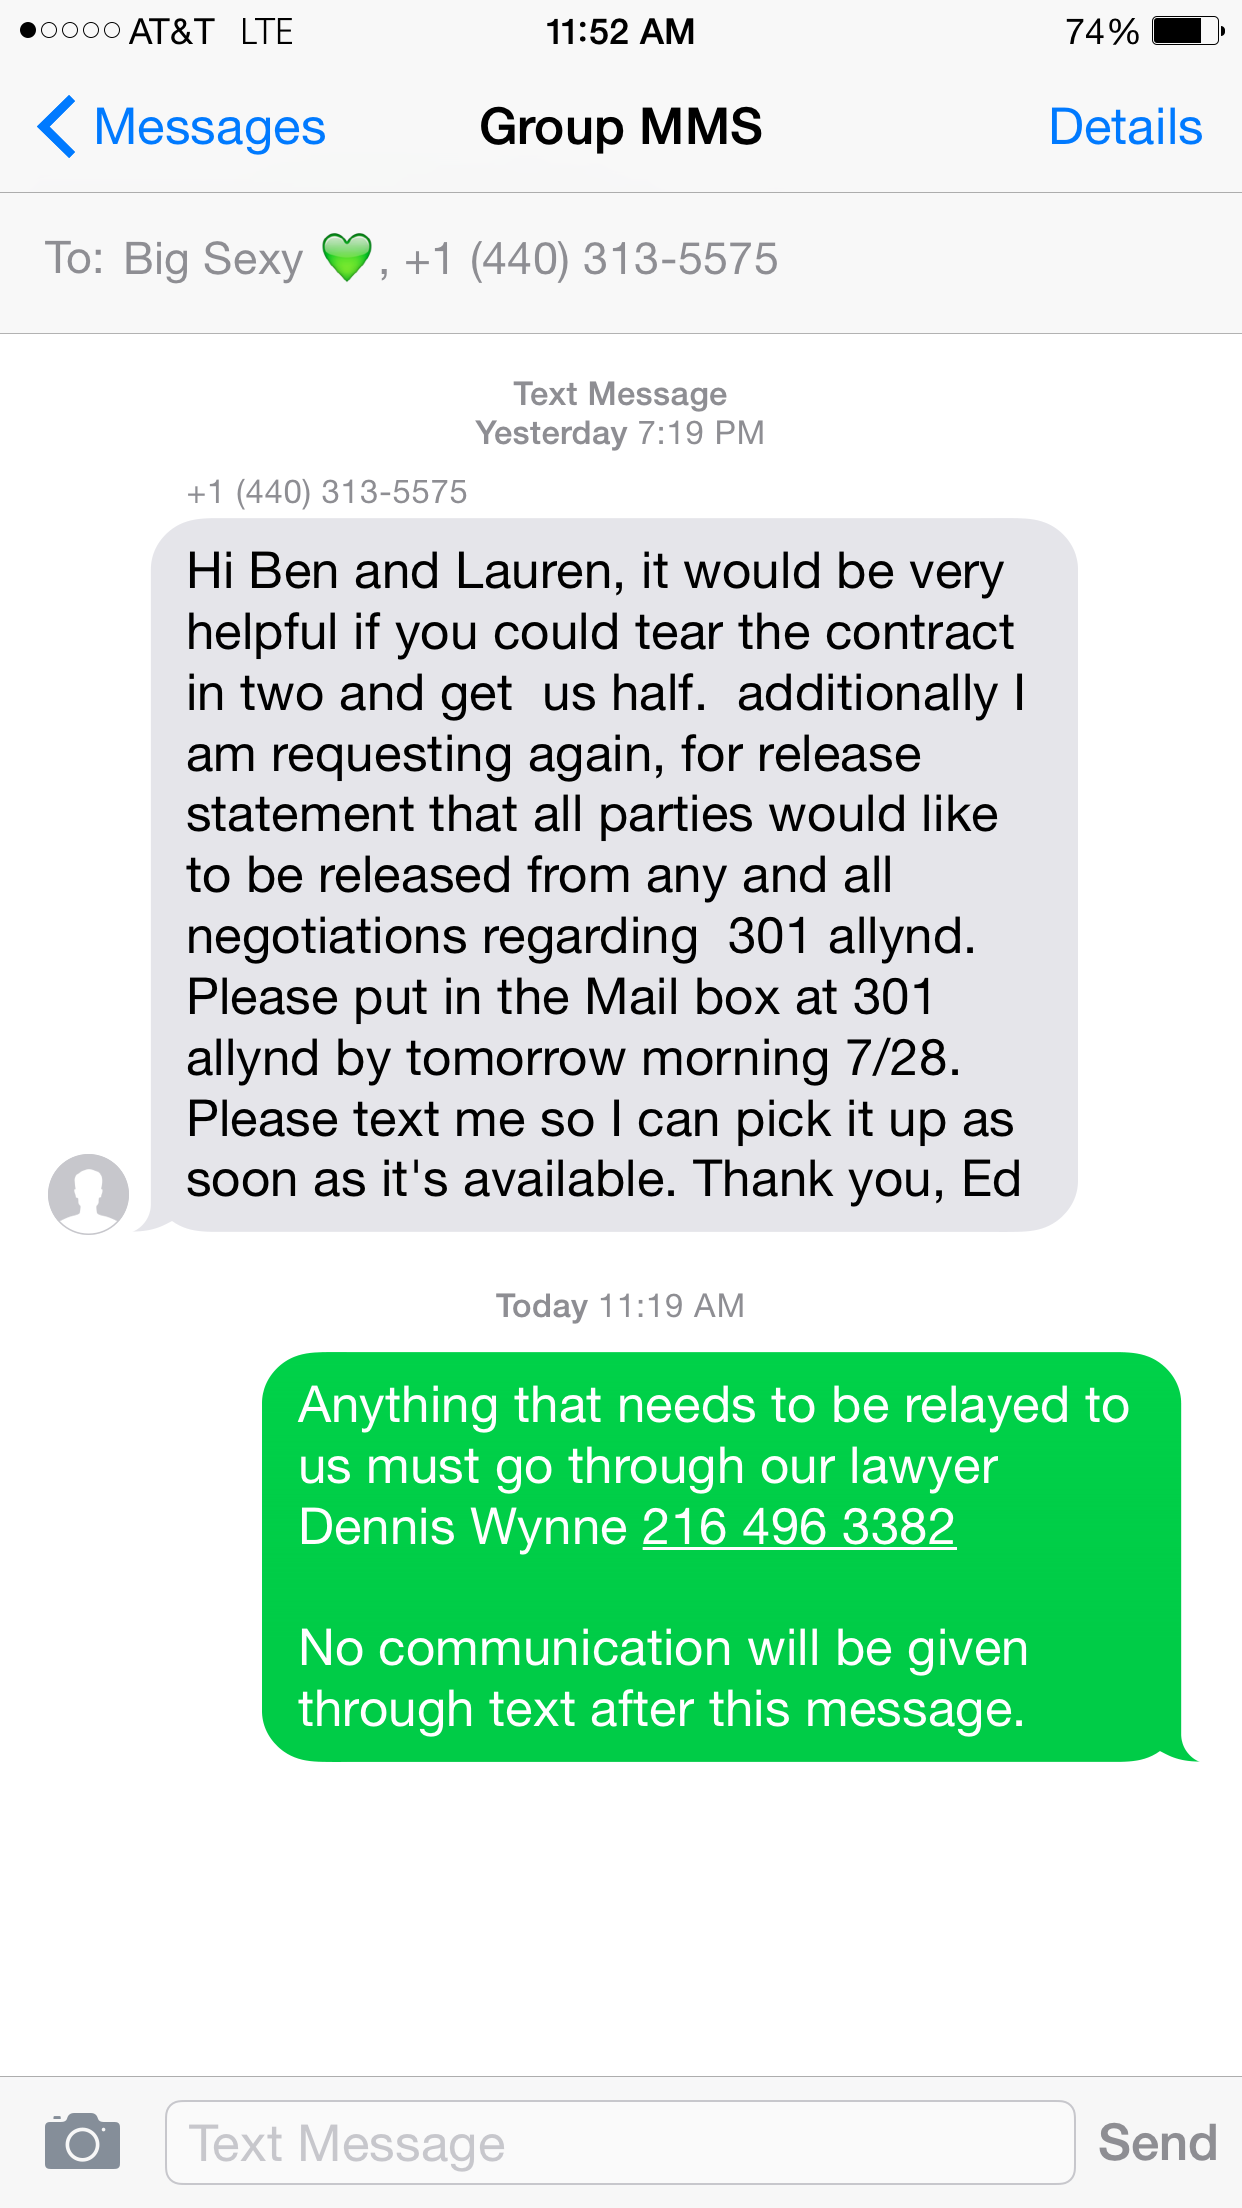 AT&T LTE 11:52 AM 74%
Messages Group MMS Details
To: Big Sexy 💚, +1 (440) 313-5575
Text Message
Yesterday 7:19 PM
+1 (440) 313-5575
Hi Ben and Lauren, it would be very
helpful if you could tear the contract
in two and get  us half.  additionally I
am requesting again, for release
statement that all parties would like
to be released from any and all
negotiations regarding  301 allynd.
Please put in the Mail box at 301
allynd by tomorrow morning 7/28.
Please text me so I can pick it up as
soon as it's available. Thank you, Ed
Today 11:19 AM
Anything that needs to be relayed to
us must go through our lawyer
Dennis Wynne 216 496 3382
No communication will be given
through text after this message.
Text Message Send